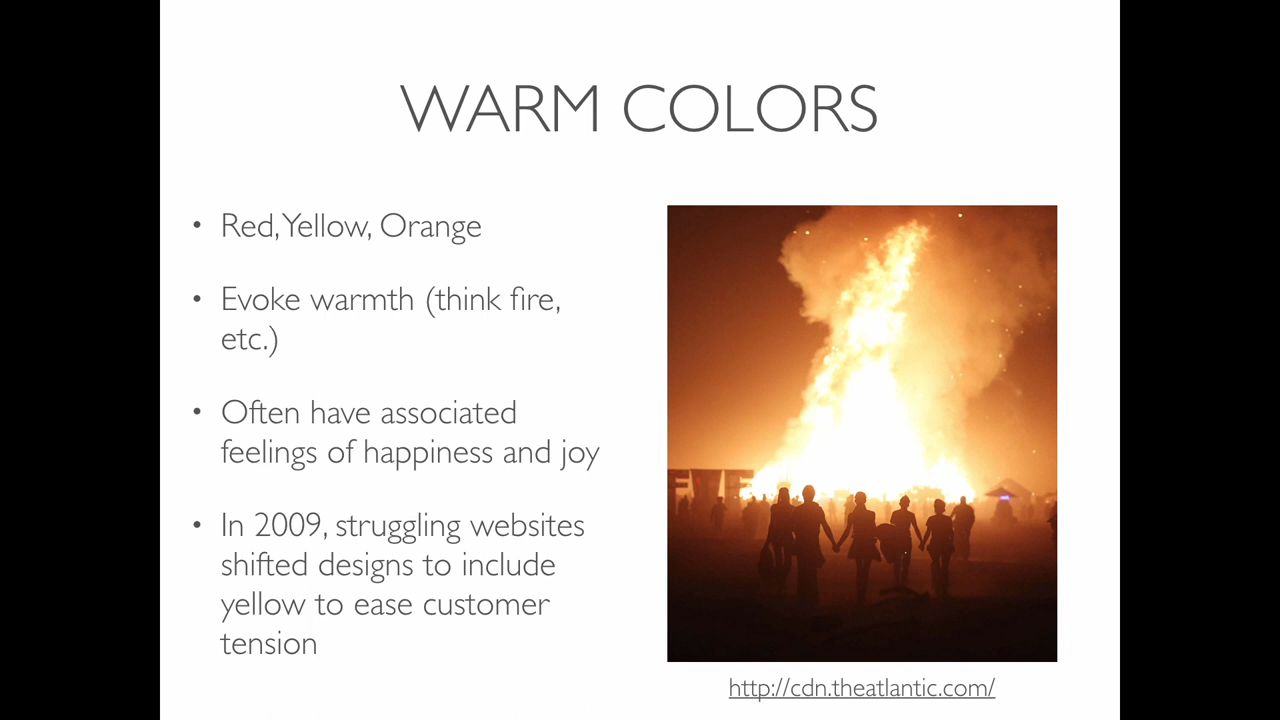 WARM COLORS
• Red, Yellow, Orange
• Evoke warmth (think fire,
etc.)
• Often have associated
feelings of happiness and joy
• In 2009, struggling websites
shifted designs to include
yellow to ease customer
tension
http://cdn.theatlantic.com/